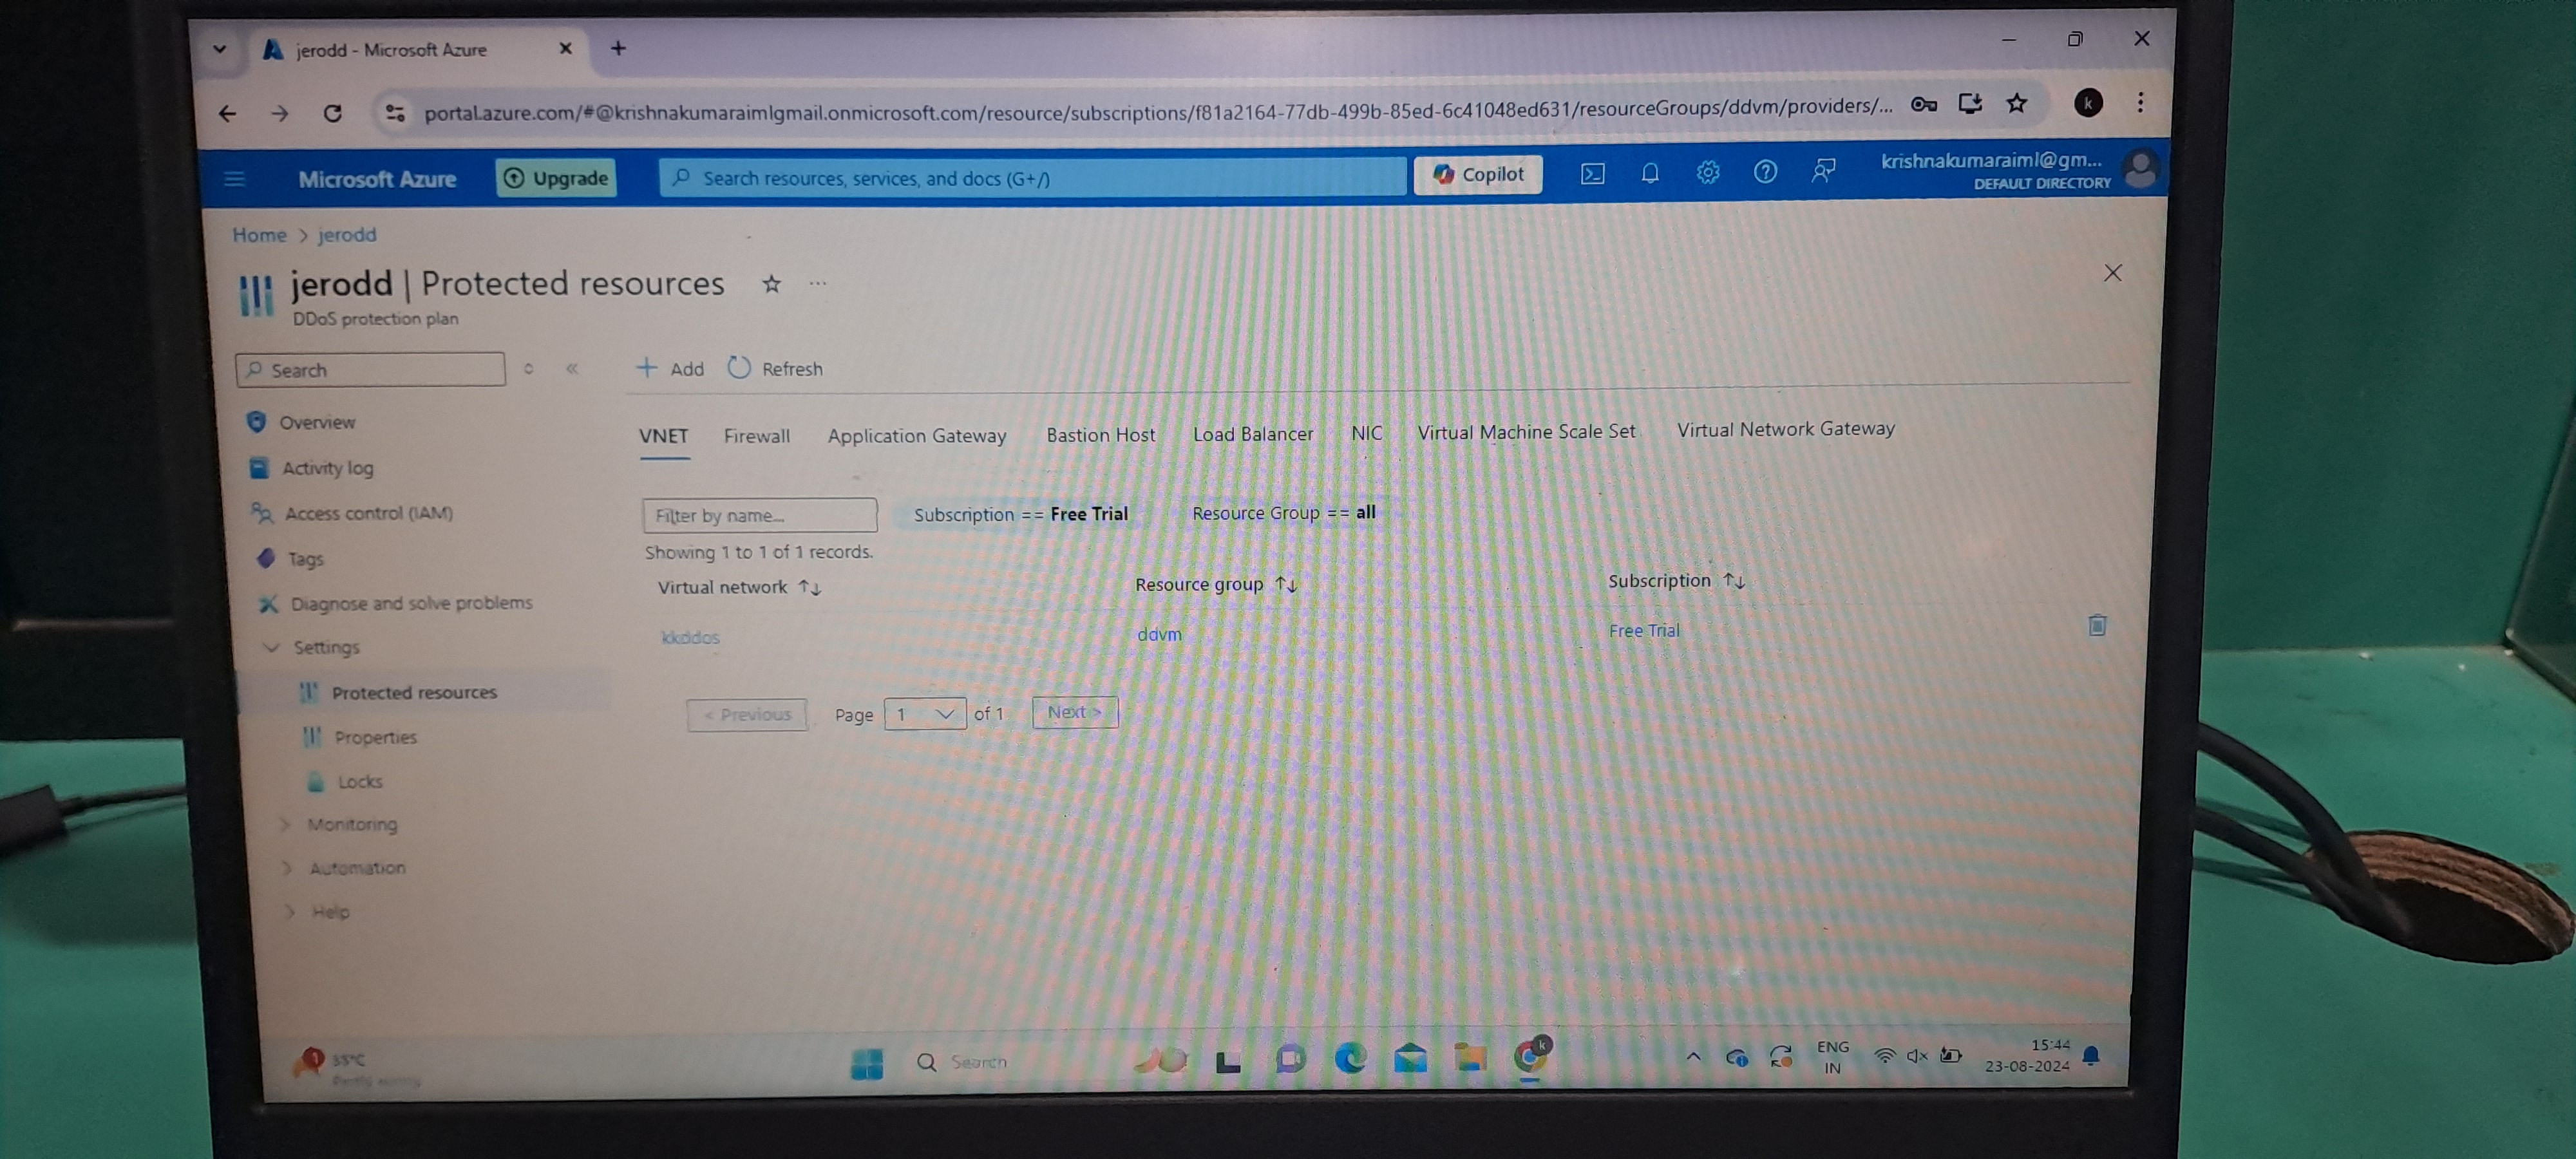 jerodd - Microsoft Azure
portal.azure.com/#@krishnakumaraimlgmail.onmicrosoft.com/resource/subscriptions/f81a2164-77db-499b-85ed-6c41048ed631/resourceGroups/ddvm/providers/...
k
Microsoft Azure
Upgrade
Search resources, services, and docs (G+/)
Copilot
krishnakumaraiml@gm...
DEFAULT DIRECTORY
Home > jerodd
jerodd | Protected resources
DDoS protection plan
Search
Add
Refresh
Overview
Activity log
Access control (IAM)
Tags
Diagnose and solve problems
Settings
Protected resources
Properties
Locks
Monitoring
Automation
Help
VNET Firewall Application Gateway Bastion Host Load Balancer NIC Virtual Machine Scale Set Virtual Network Gateway
Filter by name...
Subscription == Free Trial
Resource Group == all
Showing 1 to 1 of 1 records.
Virtual network ↑↓ Resource group ↑↓ Subscription ↑↓
kkddos ddvm Free Trial
< Previous Page 1 of 1 Next >
1
33°C
Partly sunny
Search
k
ENG
IN
15:44
23-08-2024